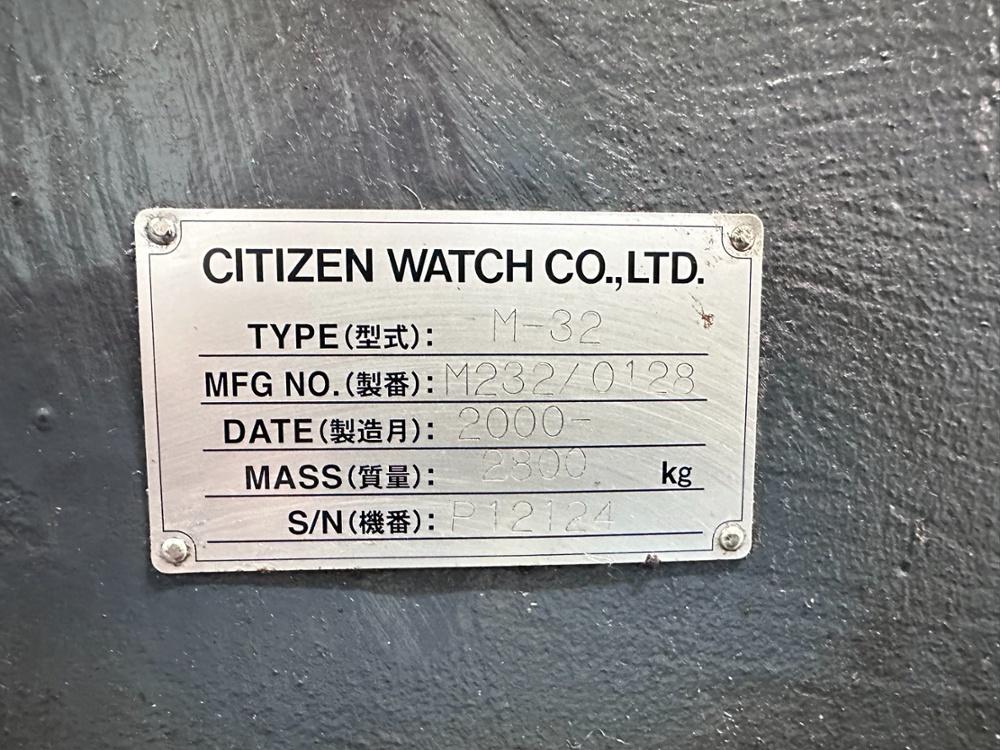 CITIZEN WATCH CO.,LTD.
TYPE(型式): M-32
MFG NO.(製番): M232/0128
DATE(製造月): 2000-
MASS(質量): 2800 kg
S/N(機番): P12124